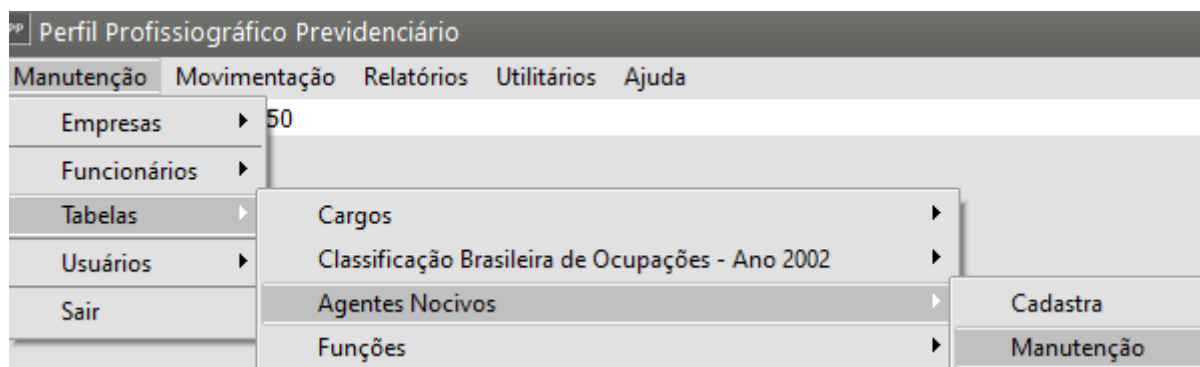 PP Perfil Profissiográfico Previdenciário
Manutenção Movimentação Relatórios Utilitários Ajuda
Empresas 50
Funcionários
Tabelas Cargos
Usuários Classificação Brasileira de Ocupações - Ano 2002
Sair Agentes Nocivos Cadastra
Funções Manutenção